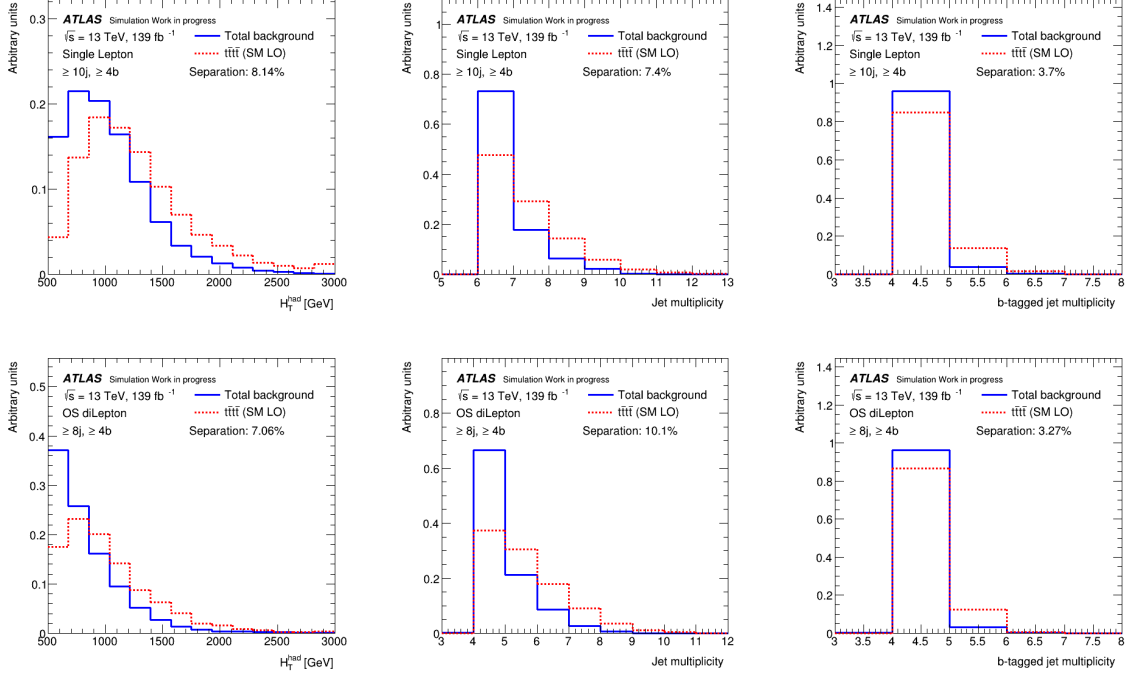 Arbitrary units
ATLAS Simulation Work in progress
√s = 13 TeV, 139 fb -1
Single Lepton
≥ 10j, ≥ 4b
Total background
tt̄tt̄ (SM LO)
Separation: 8.14%
0.3
0.2
0.1
0
500 1000 1500 2000 2500 3000
H_T^had [GeV]
Arbitrary units
ATLAS Simulation Work in progress
√s = 13 TeV, 139 fb -1
Single Lepton
≥ 10j, ≥ 4b
Total background
tt̄tt̄ (SM LO)
Separation: 7.4%
1
0.8
0.6
0.4
0.2
0
5 6 7 8 9 10 11 12 13
Jet multiplicity
Arbitrary units
ATLAS Simulation Work in progress
√s = 13 TeV, 139 fb -1
Single Lepton
≥ 10j, ≥ 4b
Total background
tt̄tt̄ (SM LO)
Separation: 3.7%
1.4
1.2
1
0.8
0.6
0.4
0.2
0
3 3.5 4 4.5 5 5.5 6 6.5 7 7.5 8
b-tagged jet multiplicity
Arbitrary units
ATLAS Simulation Work in progress
√s = 13 TeV, 139 fb -1
OS diLepton
≥ 8j, ≥ 4b
Total background
tt̄tt̄ (SM LO)
Separation: 7.06%
0.5
0.4
0.3
0.2
0.1
0
500 1000 1500 2000 2500 3000
H_T^had [GeV]
Arbitrary units
ATLAS Simulation Work in progress
√s = 13 TeV, 139 fb -1
OS diLepton
≥ 8j, ≥ 4b
Total background
tt̄tt̄ (SM LO)
Separation: 10.1%
0.8
0.6
0.4
0.2
0
3 4 5 6 7 8 9 10 11 12
Jet multiplicity
Arbitrary units
ATLAS Simulation Work in progress
√s = 13 TeV, 139 fb -1
OS diLepton
≥ 8j, ≥ 4b
Total background
tt̄tt̄ (SM LO)
Separation: 3.27%
1.4
1.2
1
0.8
0.6
0.4
0.2
0
3 3.5 4 4.5 5 5.5 6 6.5 7 7.5 8
b-tagged jet multiplicity